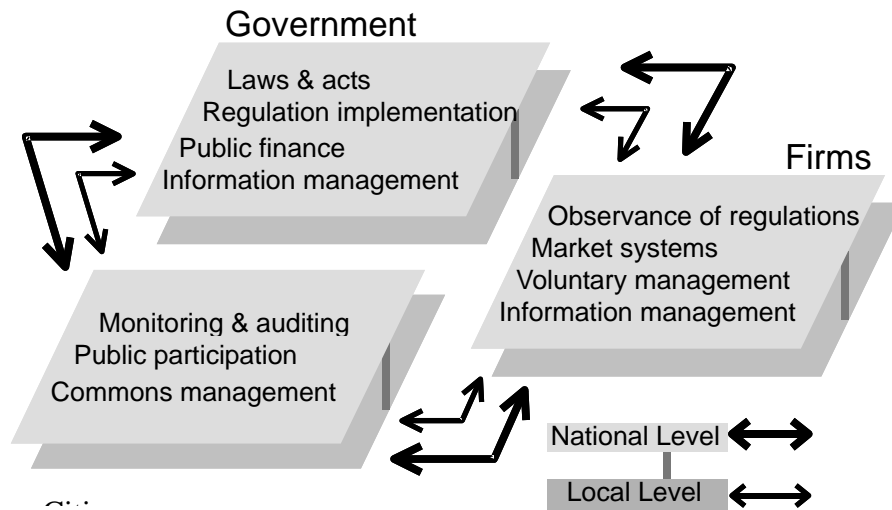 Government
Laws & acts
Regulation implementation
Public finance
Information management
Firms
Observance of regulations
Market systems
Voluntary management
Information management
Monitoring & auditing
Public participation
Commons management
National Level
Local Level